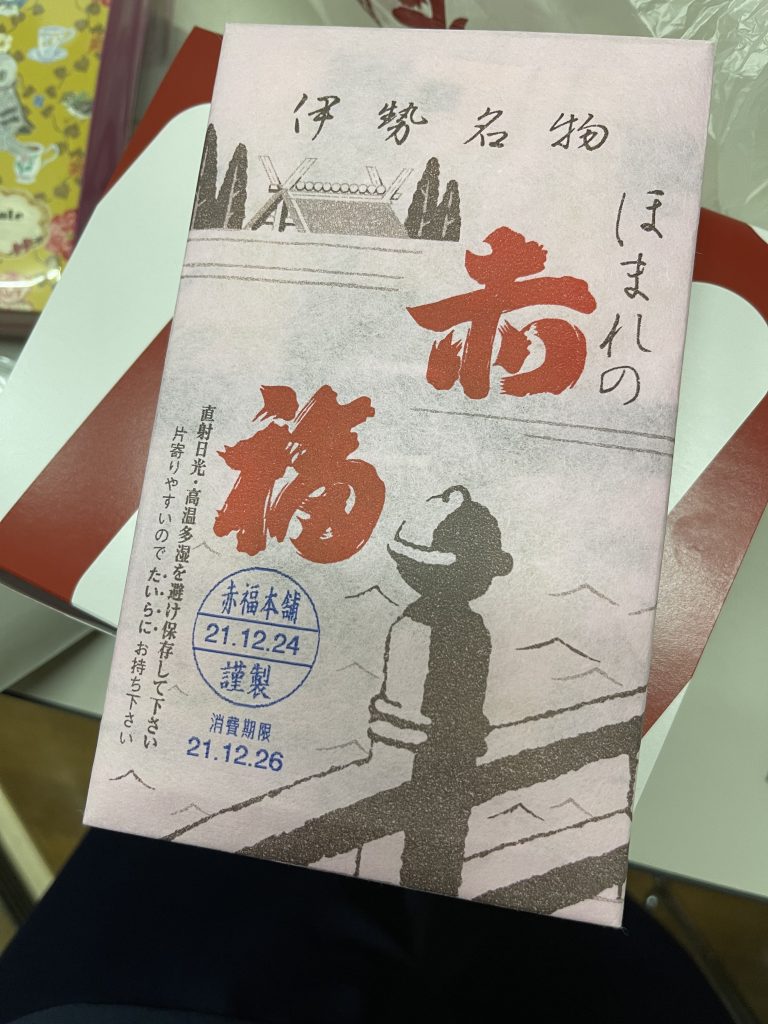 伊勢名物
ほまれの
赤
福
直射日光・高温多湿を避け保存して下さい
片寄りやすいのでたいらにお持ち下さい
赤福本舗
21.12.24
謹製
消費期限
21.12.26